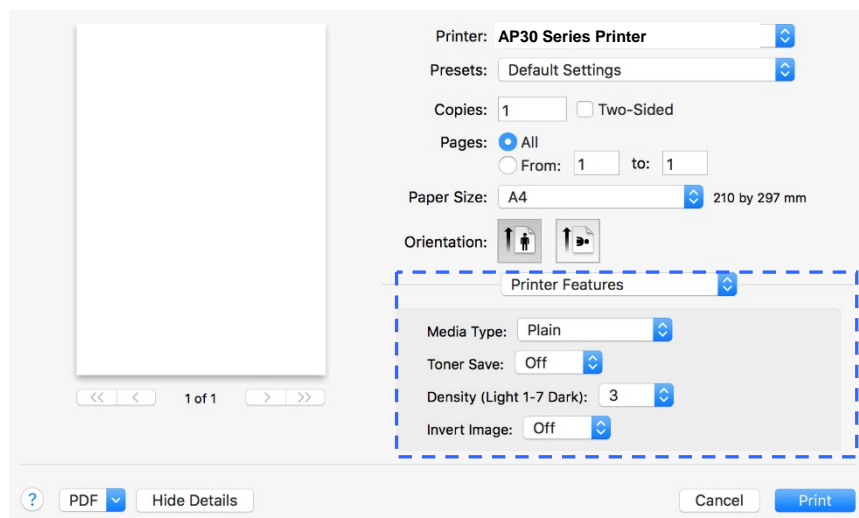 Printer: AP30 Series Printer
Presets: Default Settings
Copies: 1 Two-Sided
Pages: All
From: 1 to: 1
Paper Size: A4 210 by 297 mm
Orientation:
Printer Features
Media Type: Plain
Toner Save: Off
Density (Light 1-7 Dark): 3
Invert Image: Off
<< < 1 of 1 > >>
? PDF Hide Details Cancel Print